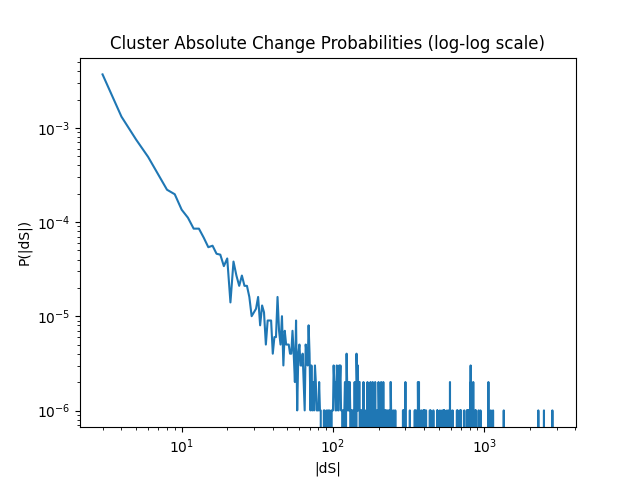 Cluster Absolute Change Probabilities (log-log scale)
P(|dS|)
10⁻³
10⁻⁴
10⁻⁵
10⁻⁶
10¹ 10² 10³
|dS|